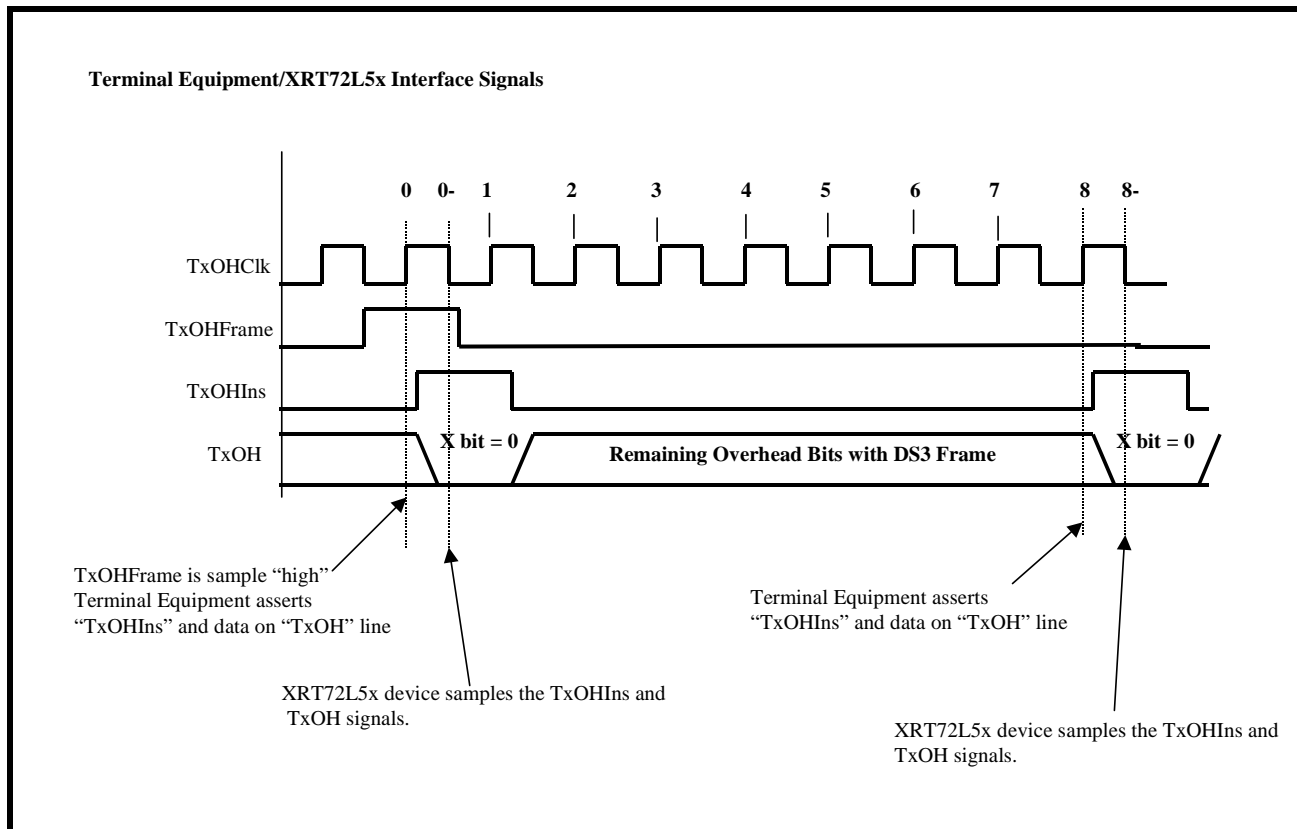 Terminal Equipment/XRT72L5x Interface Signals
0 0- 1 2 3 4 5 6 7 8 8-
TxOHClk
TxOHFrame
TxOHIns
TxOH
X bit = 0
Remaining Overhead Bits with DS3 Frame
X bit = 0
TxOHFrame is sample “high”
Terminal Equipment asserts
“TxOHIns” and data on “TxOH” line
Terminal Equipment asserts
“TxOHIns” and data on “TxOH” line
XRT72L5x device samples the TxOHIns and
TxOH signals.
XRT72L5x device samples the TxOHIns and
TxOH signals.